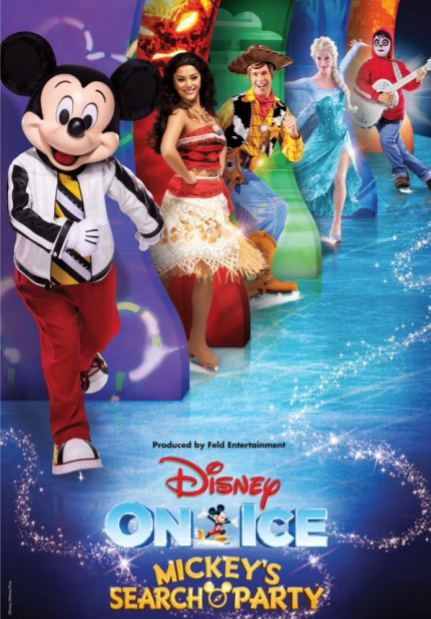 Produced by Feld Entertainment
Disney
ON ICE
MICKEY'S
SEARCH PARTY